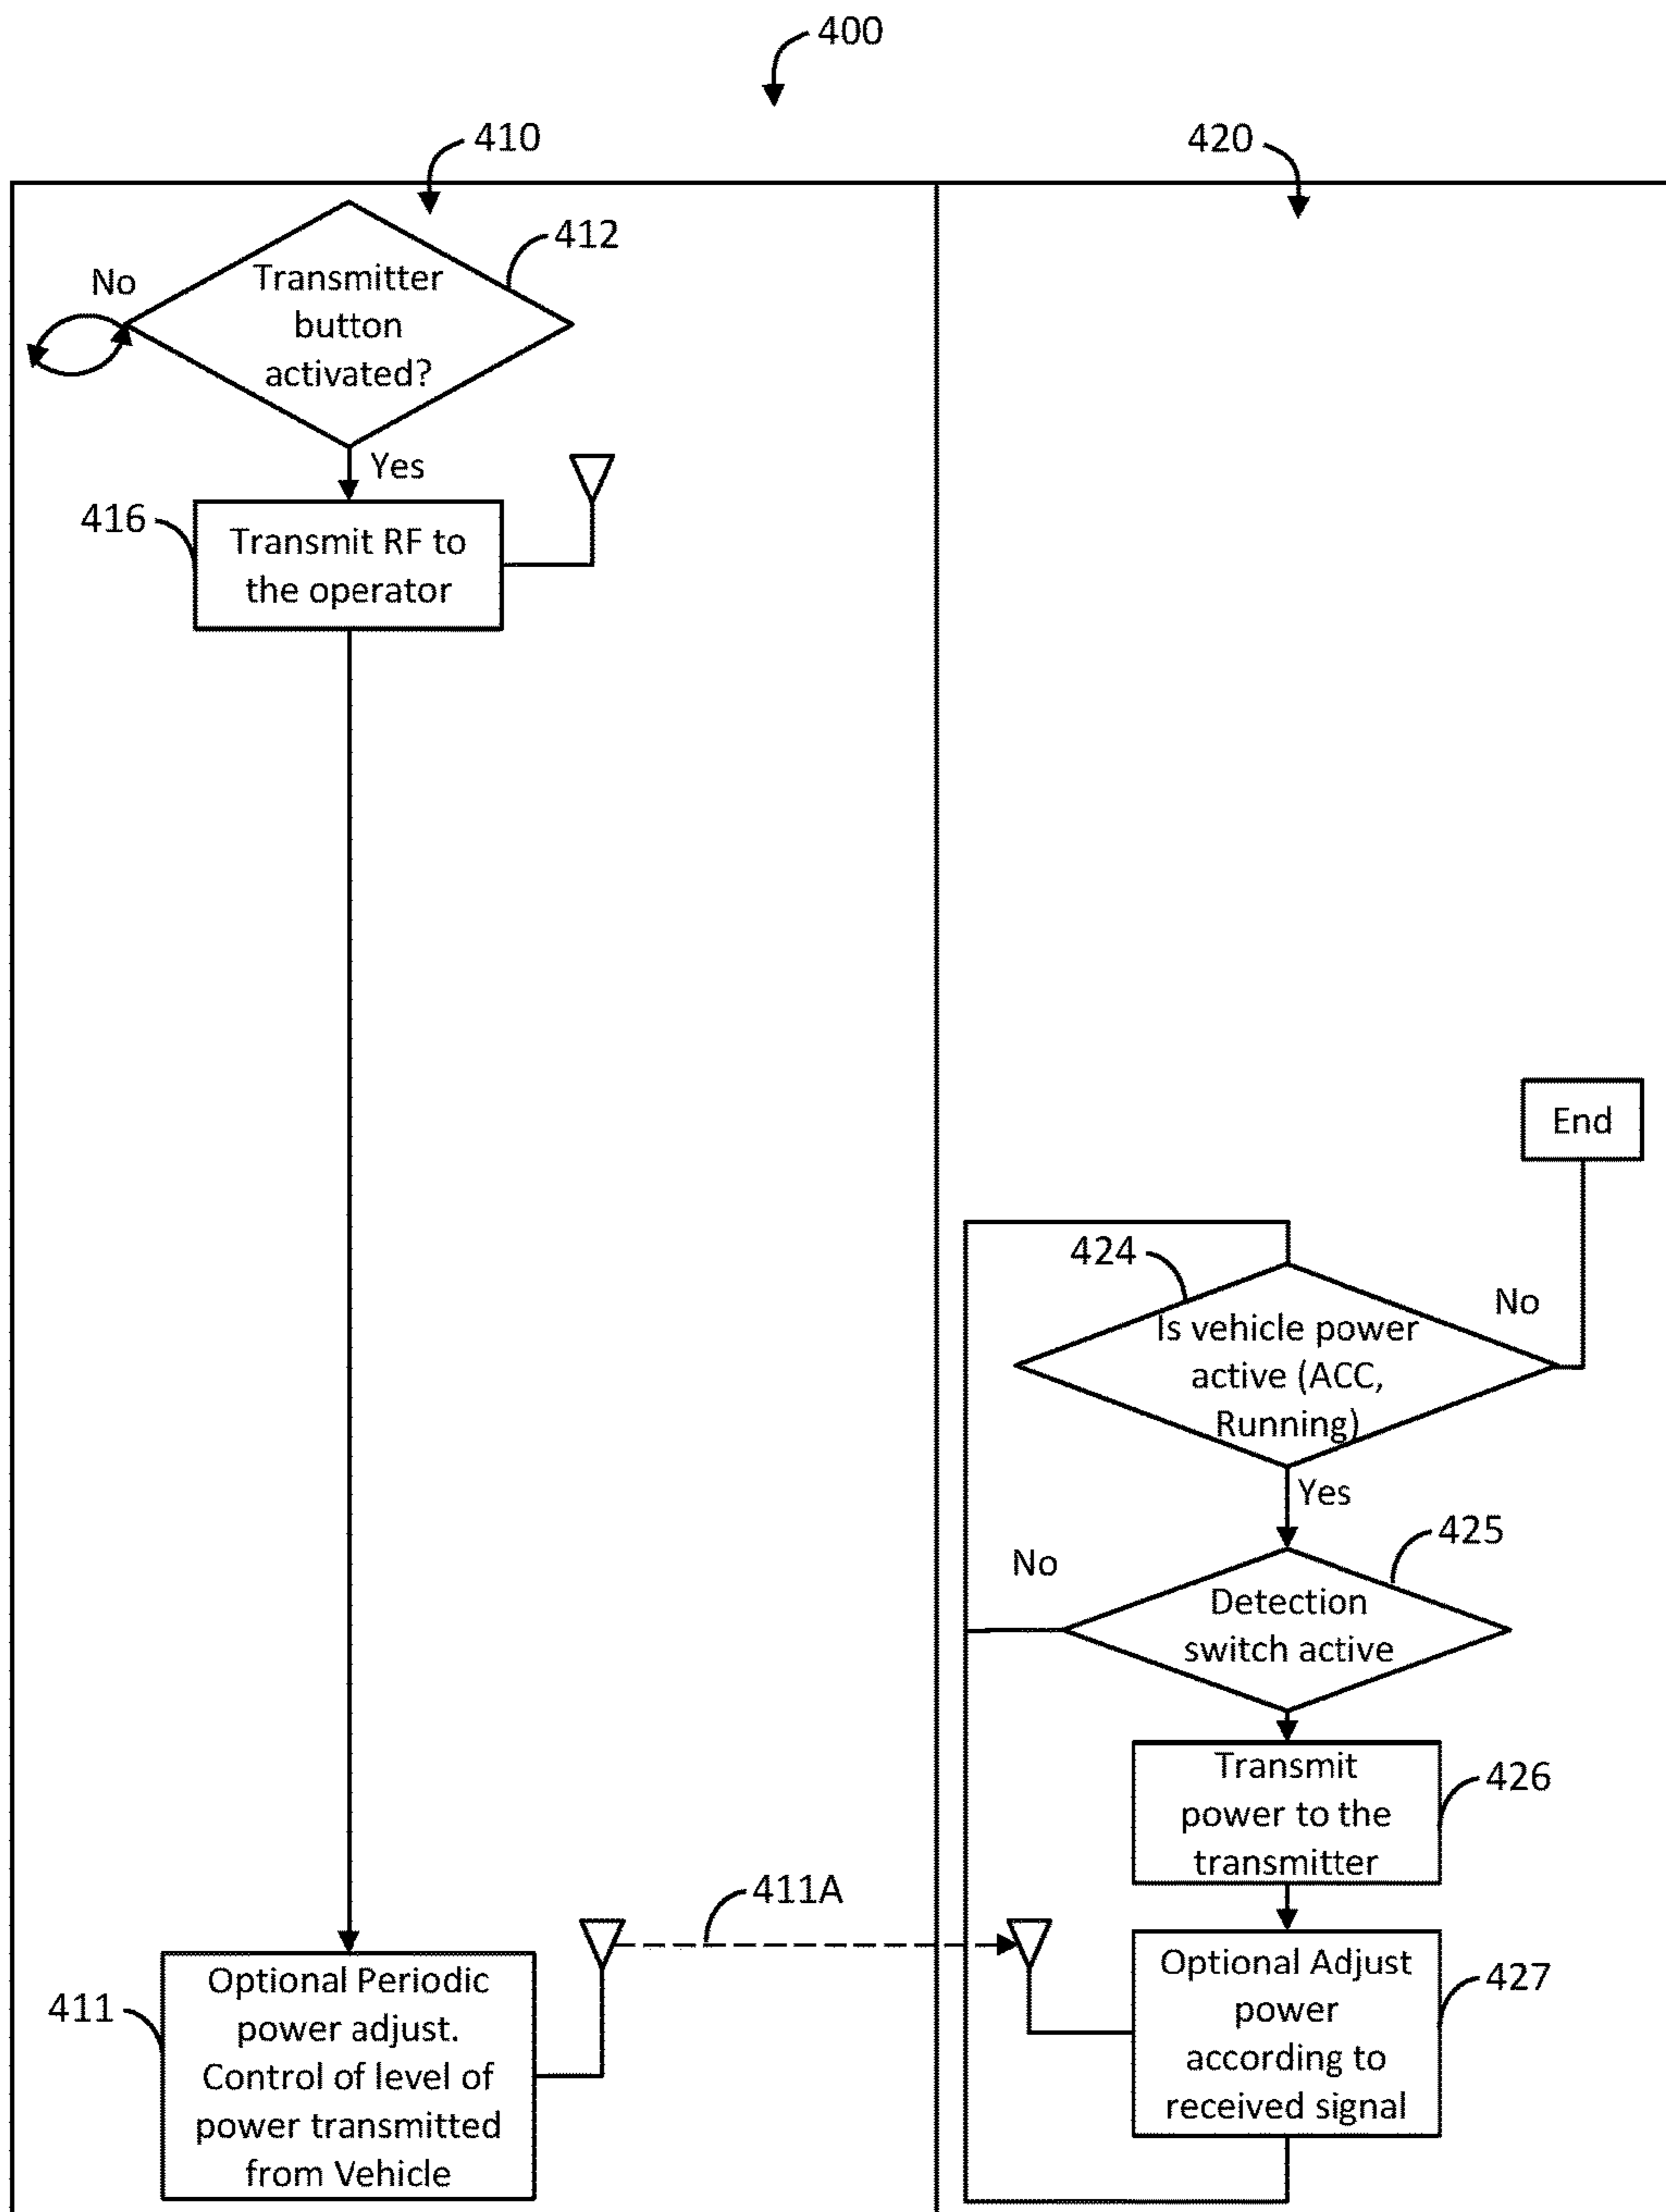 400
410
420
412
No
Transmitter
button
activated?
Yes
416
Transmit RF to
the operator
End
424
No
Is vehicle power
active (ACC,
Running)
Yes
425
No
Detection
switch active
Transmit
power to the
transmitter
426
411A
Optional Adjust
power
according to
received signal
427
411
Optional Periodic
power adjust.
Control of level of
power transmitted
from Vehicle